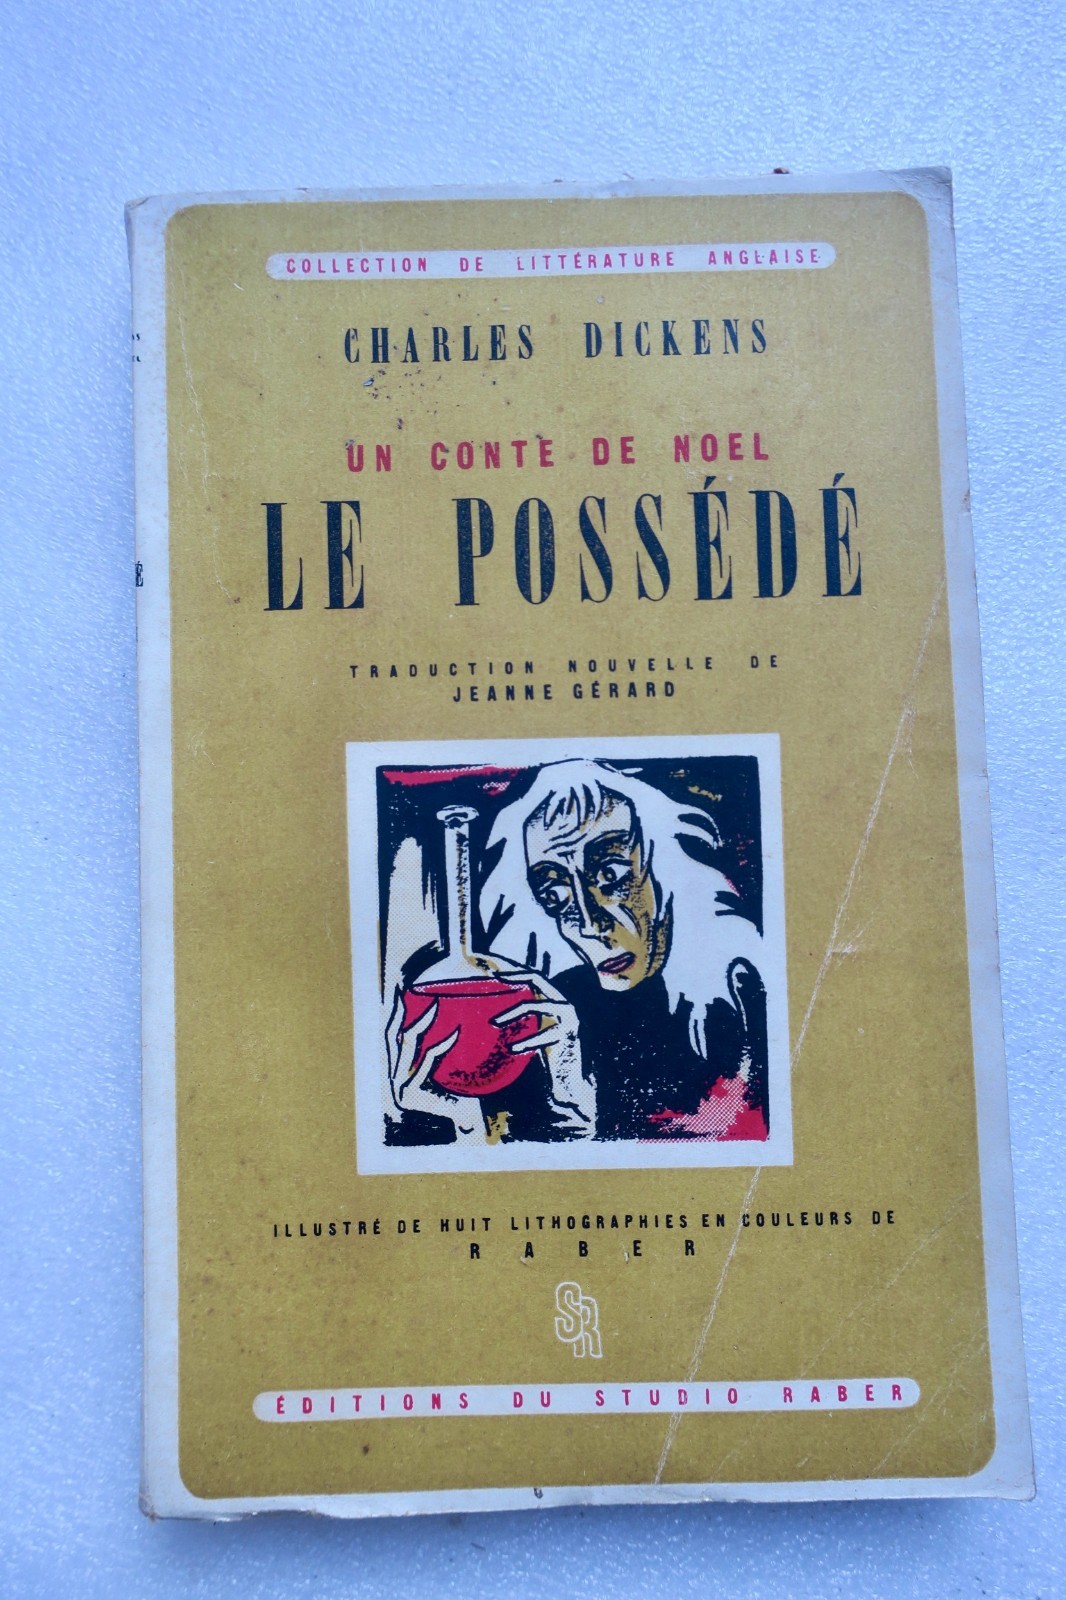 COLLECTION DE LITTÉRATURE ANGLAISE
CHARLES DICKENS
UN CONTE DE NOEL
LE POSSÉDÉ
TRADUCTION NOUVELLE DE
JEANNE GÉRARD
ILLUSTRÉ DE HUIT LITHOGRAPHIES EN COULEURS DE
RABER
SR
ÉDITIONS DU STUDIO RABER